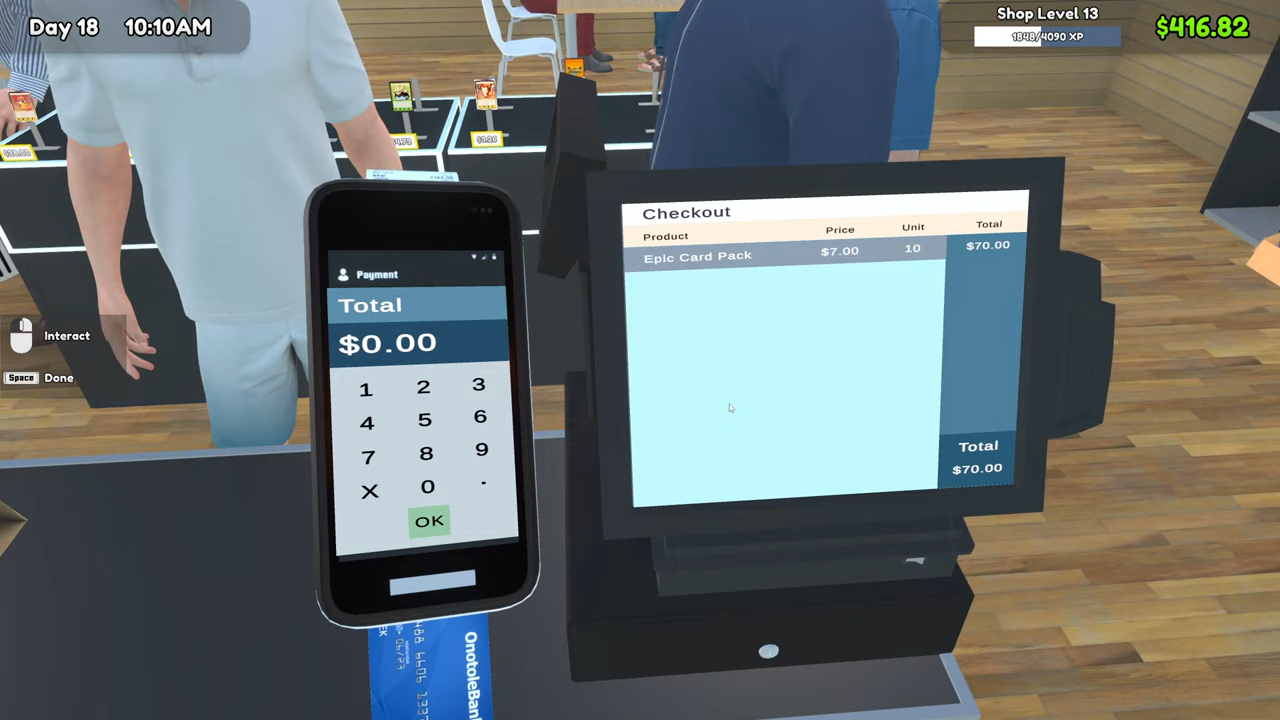 Day 18 10:10AM
Shop Level 13
1848/4090 XP
$416.82
$3.26
Interact
Space Done
Payment
Total
$0.00
1 2 3
4 5 6
7 8 9
X 0 .
OK
Checkout
Product Price Unit Total
Epic Card Pack $7.00 10 $70.00
Total
$70.00
OnotoleBank